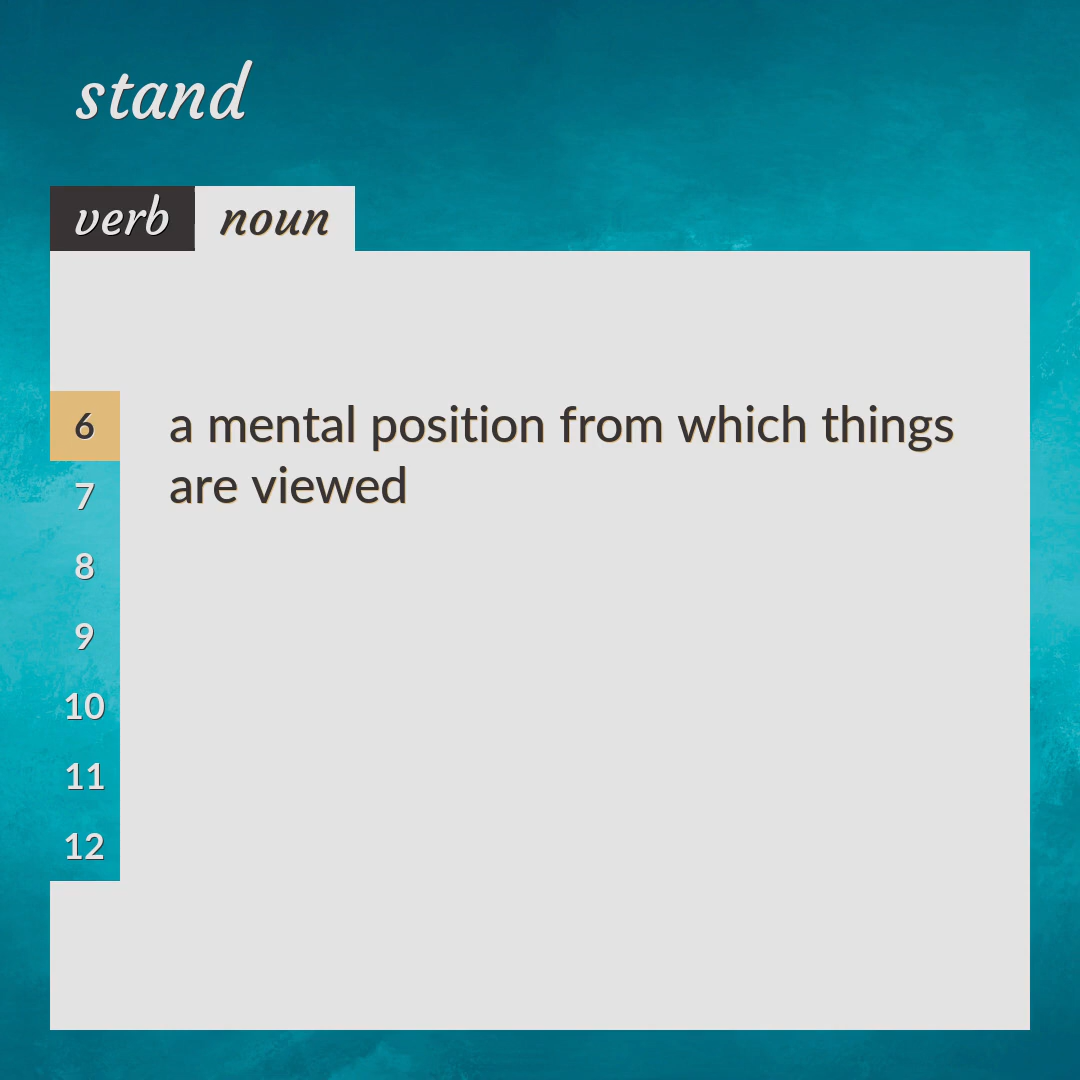 stand
verb noun
6 a mental position from which things
are viewed
7
8
9
10
11
12